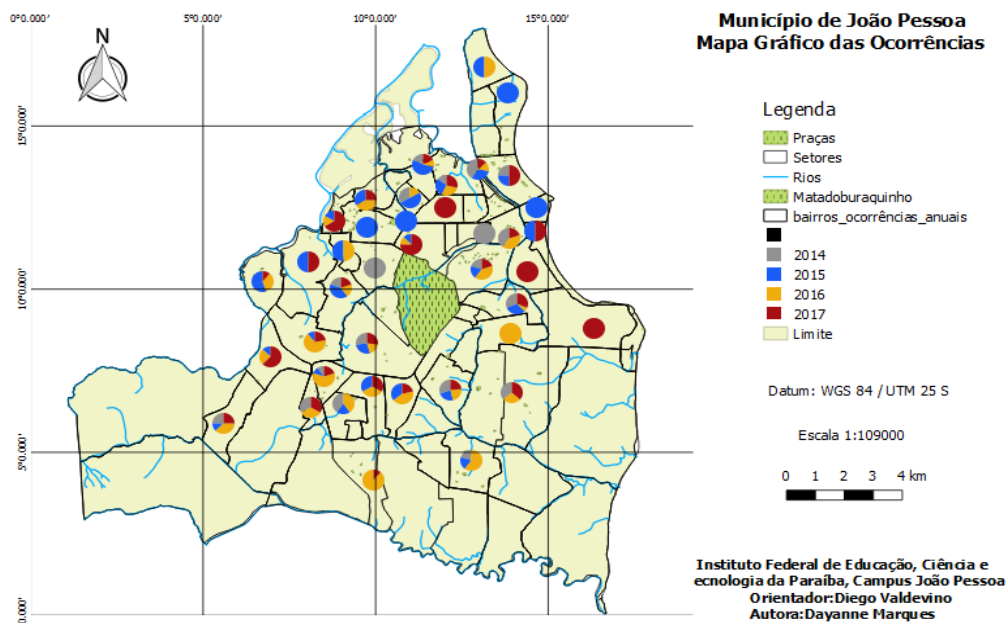 0°0.000'
5°0.000'
10°0.000'
15°0.000'
Município de João Pessoa
Mapa Gráfico das Ocorrências
N
15°0.000'
10°0.000'
5°0.000'
0.000'
Legenda
Praças
Setores
Rios
Matadoburaquinho
bairros_ocorrências_anuais
2014
2015
2016
2017
Limite
Datum: WGS 84 / UTM 25 S
Escala 1:109000
0 1 2 3 4 km
Instituto Federal de Educação, Ciência e
ecnologia da Paraíba, Campus João Pessoa
Orientador:Diego Valdevino
Autora:Dayanne Marques